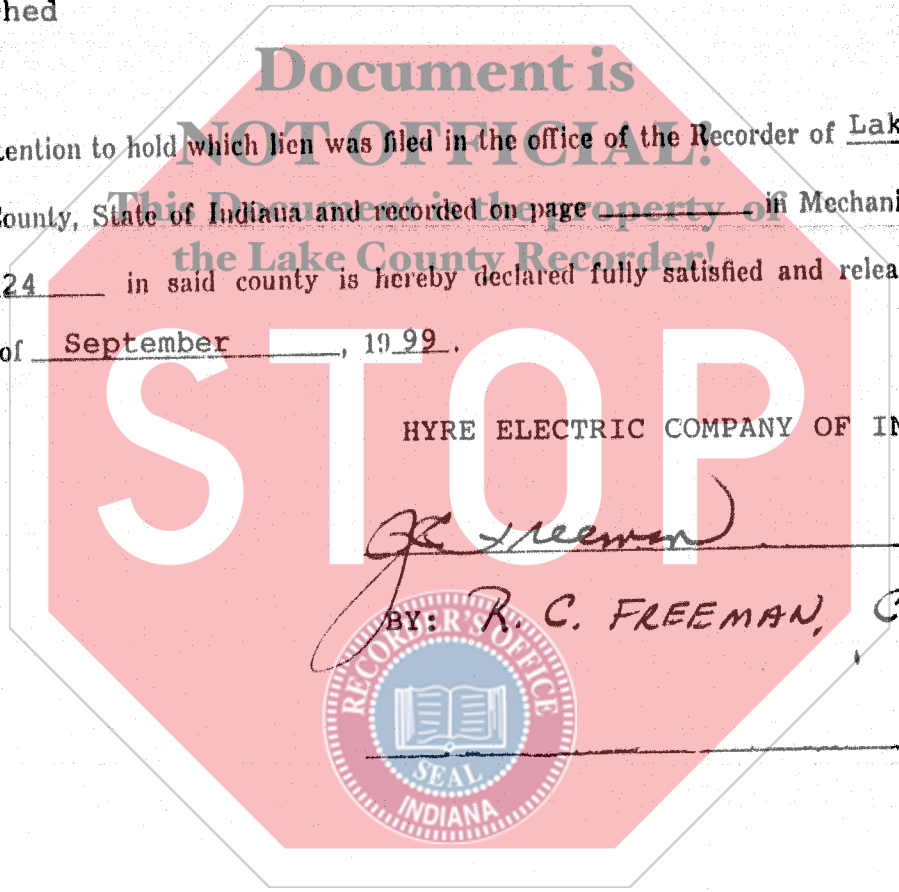 hed
Document is
NOT OFFICIAL!
This Document is the property of
the Lake County Recorder!
tention to hold which lien was filed in the office of the Recorder of Lak
County, State of Indiana and recorded on page in Mechani
24 in said county is hereby declared fully satisfied and relea
of September, 1999.
STOP
HYRE ELECTRIC COMPANY OF IN
Freeman
BY: R. C. FREEMAN, C
RECORDER'S OFFICE
SEAL
INDIANA